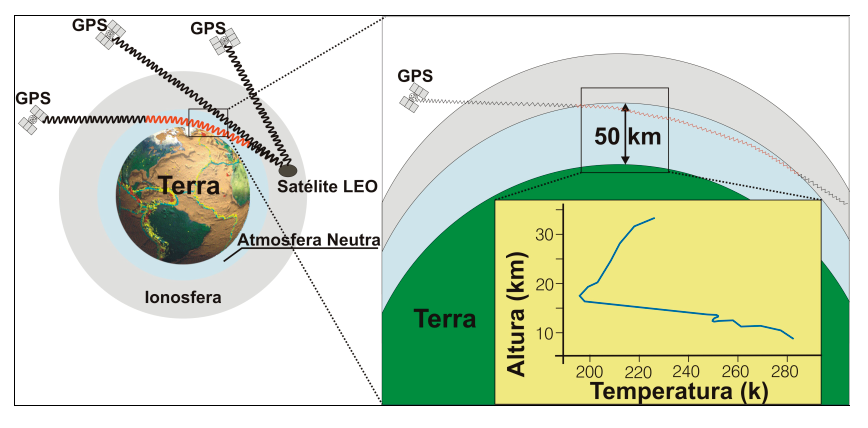 GPS
GPS
GPS
Terra
Satélite LEO
Atmosfera Neutra
Ionosfera
GPS
50 km
Terra
Altura (km)
30
20
10
200 220 240 260 280
Temperatura (k)